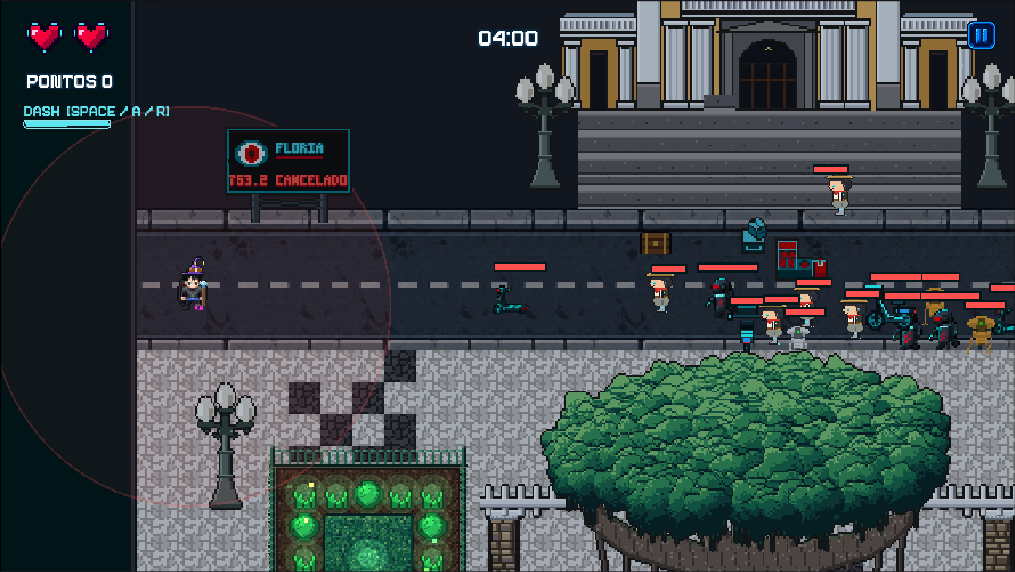 04:00
PONTOS 0
DASH [SPACE / A / R]
FLORIA
763.2 CANCELADO